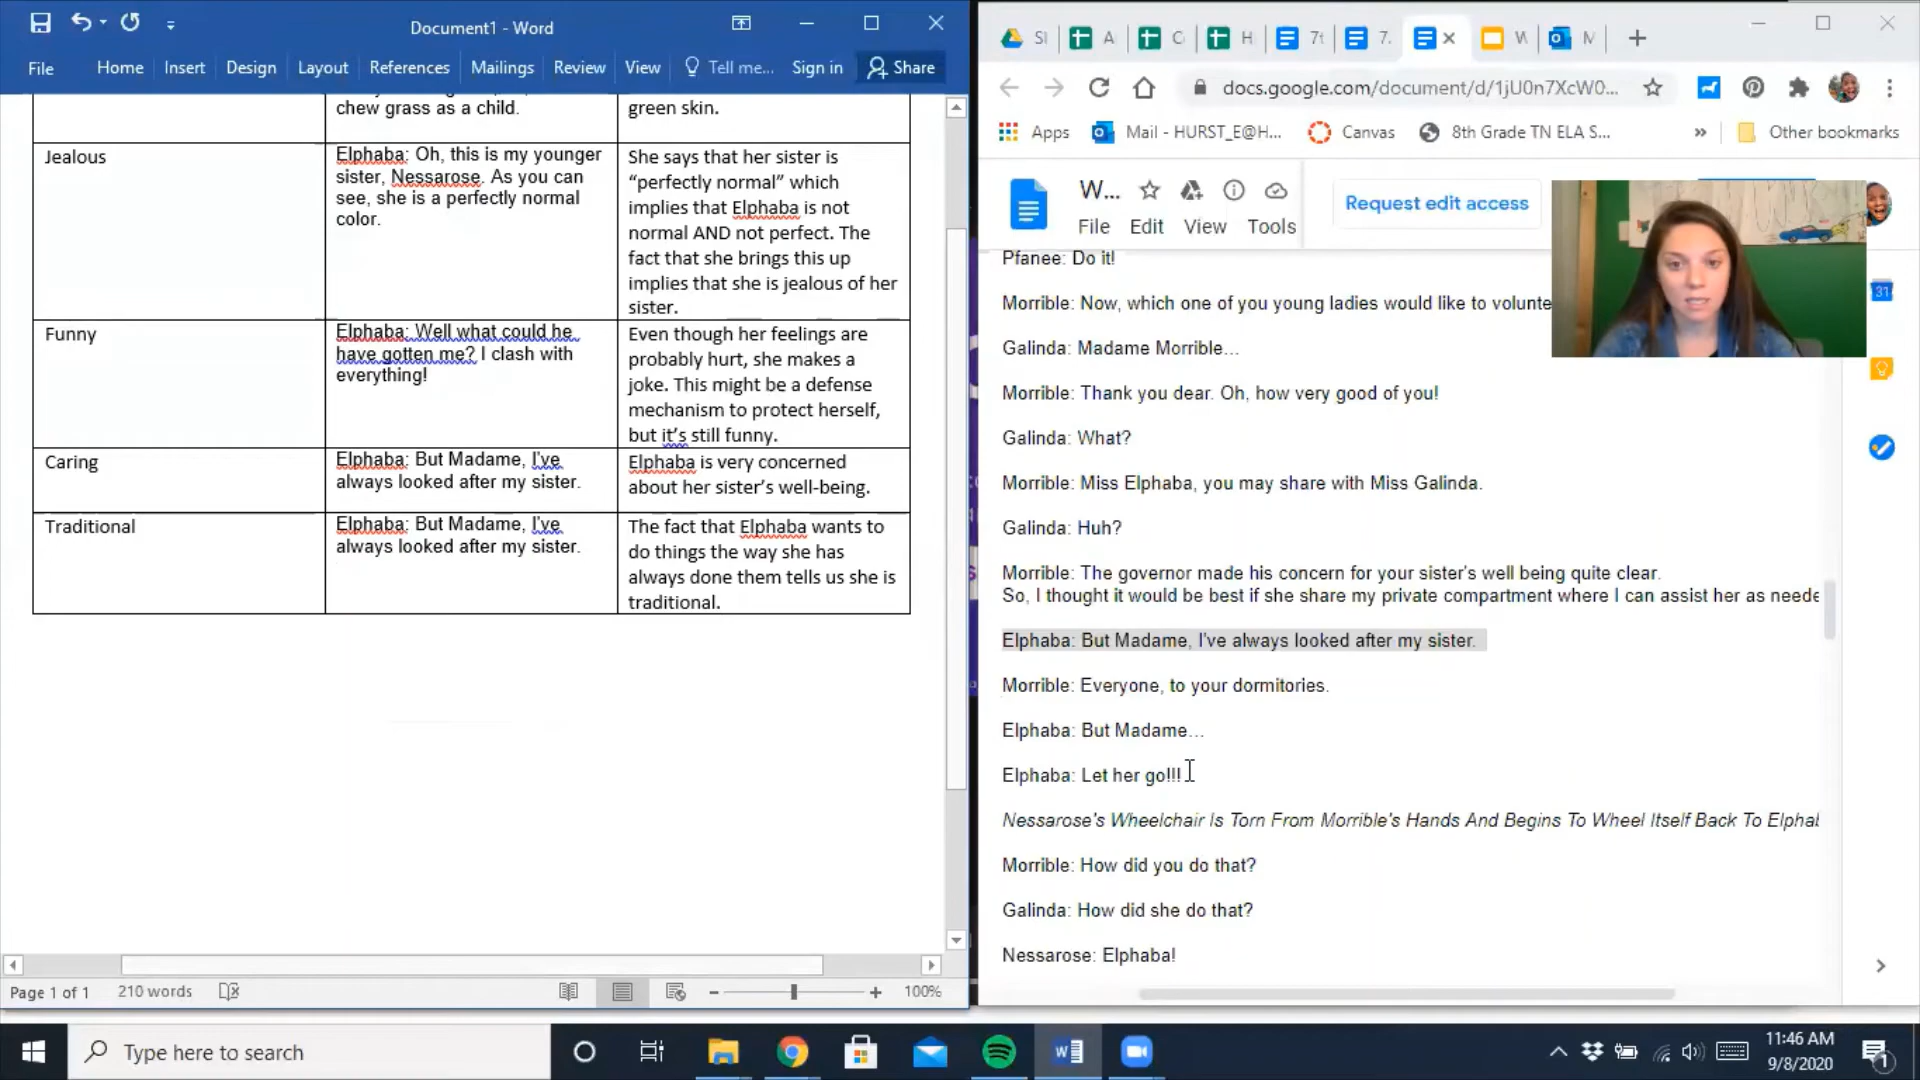 Document1 - Word
File Home Insert Design Layout References Mailings Review View Tell me... Sign in Share
chew grass as a child.
green skin.
Jealous
Elphaba: Oh, this is my younger
sister, Nessarose. As you can
see, she is a perfectly normal
color.
She says that her sister is
“perfectly normal” which
implies that Elphaba is not
normal AND not perfect. The
fact that she brings this up
implies that she is jealous of her
sister.
Funny
Elphaba: Well what could he
have gotten me? I clash with
everything!
Even though her feelings are
probably hurt, she makes a
joke. This might be a defense
mechanism to protect herself,
but it’s still funny.
Caring
Elphaba: But Madame, I've
always looked after my sister.
Elphaba is very concerned
about her sister’s well-being.
Traditional
Elphaba: But Madame, I've
always looked after my sister.
The fact that Elphaba wants to
do things the way she has
always done them tells us she is
traditional.
Page 1 of 1 210 words 100%
docs.google.com/document/d/1jU0n7XcW0...
Apps Mail - HURST_E@H... Canvas 8th Grade TN ELA S... » Other bookmarks
W...
Request edit access
File Edit View Tools
31
Pfanee: Do it!
Morrible: Now, which one of you young ladies would like to volunte
Galinda: Madame Morrible...
Morrible: Thank you dear. Oh, how very good of you!
Galinda: What?
Morrible: Miss Elphaba, you may share with Miss Galinda.
Galinda: Huh?
Morrible: The governor made his concern for your sister's well being quite clear.
So, I thought it would be best if she share my private compartment where I can assist her as neede
Elphaba: But Madame, I've always looked after my sister.
Morrible: Everyone, to your dormitories.
Elphaba: But Madame...
Elphaba: Let her go!!!
Nessarose's Wheelchair Is Torn From Morrible's Hands And Begins To Wheel Itself Back To Elphab
Morrible: How did you do that?
Galinda: How did she do that?
Nessarose: Elphaba!
Type here to search
11:46 AM
9/8/2020
1